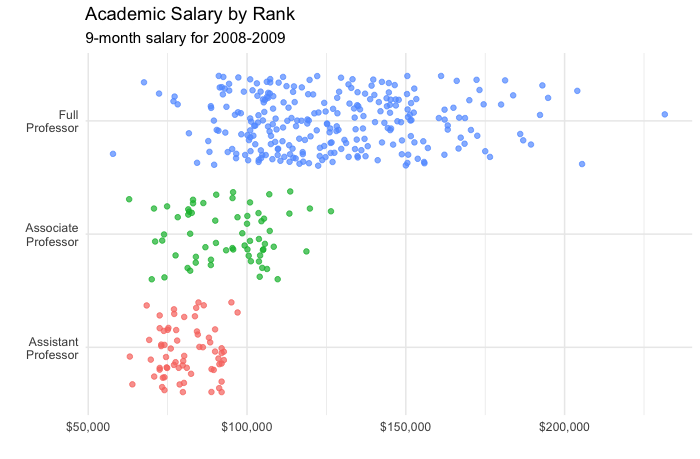 Academic Salary by Rank
9-month salary for 2008-2009
Full
Professor
Associate
Professor
Assistant
Professor
$50,000
$100,000
$150,000
$200,000